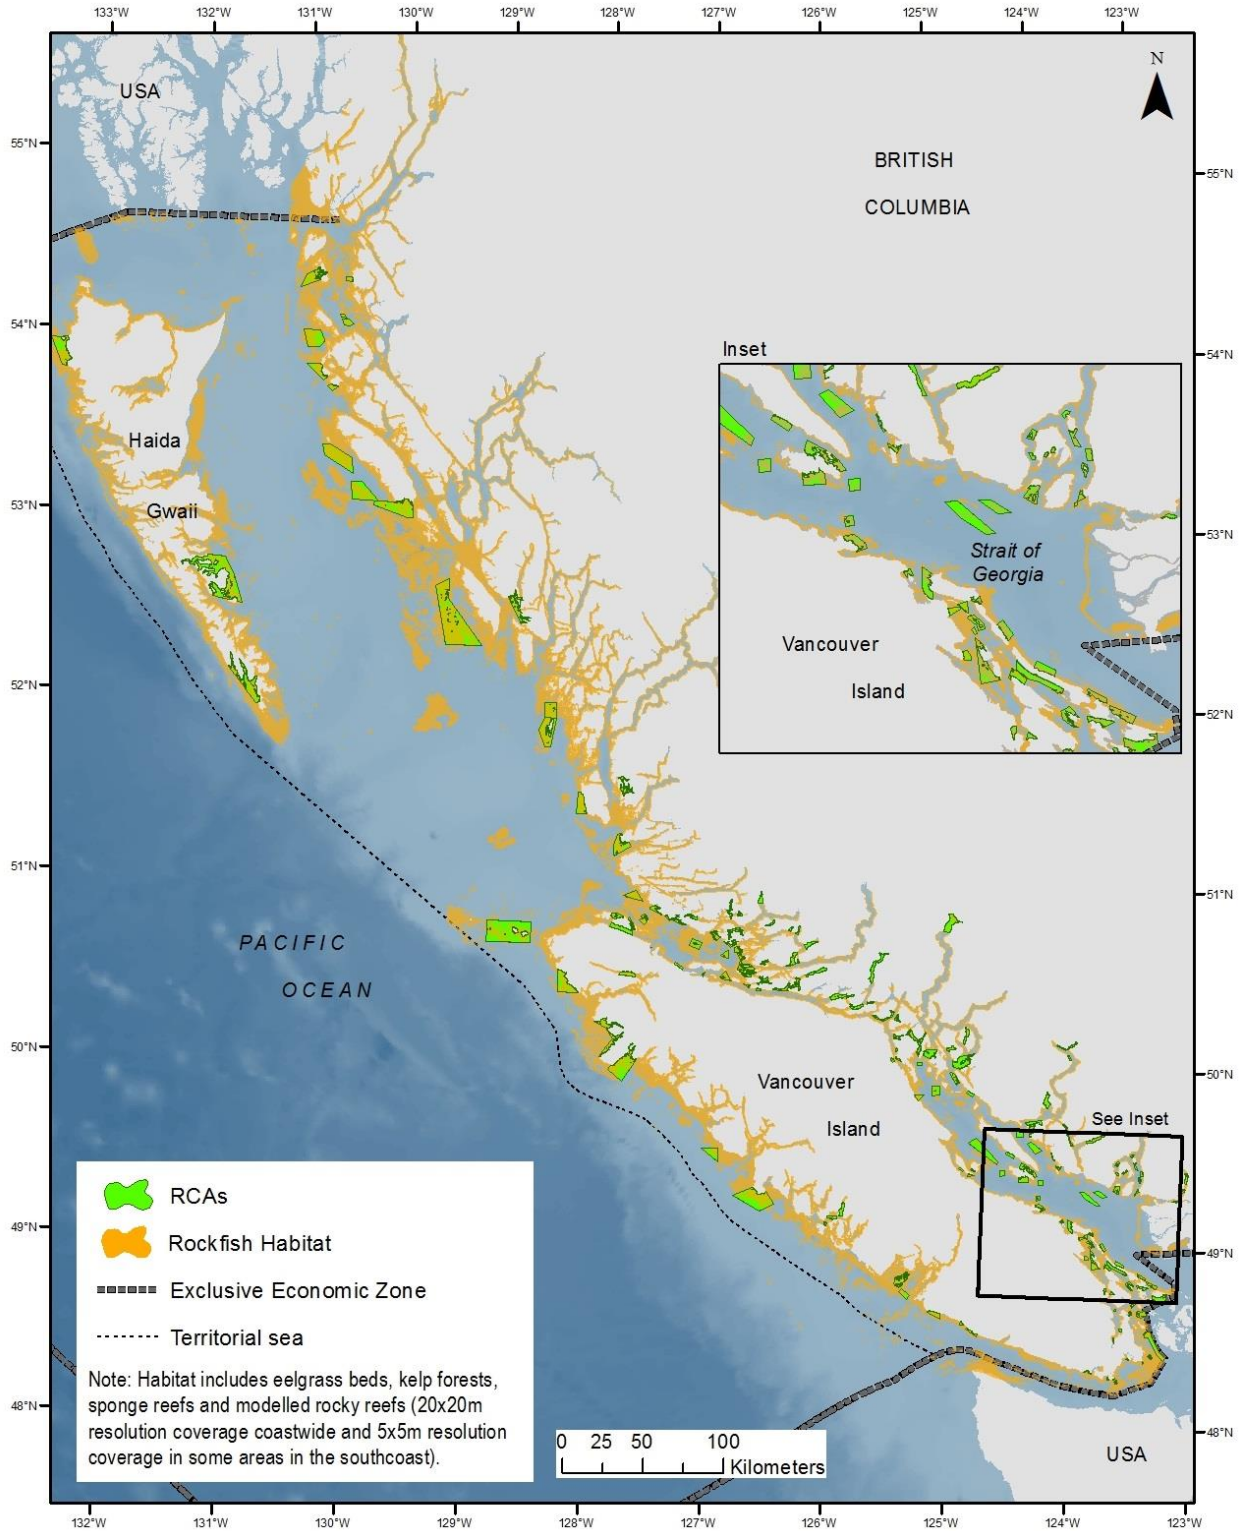 133°W 132°W 131°W 130°W 129°W 128°W 127°W 126°W 125°W 124°W 123°W
N
USA
55°N
55°N
BRITISH
COLUMBIA
54°N
54°N
Inset
Haida
Gwaii
53°N
53°N
Strait of
Georgia
Vancouver
Island
52°N
52°N
51°N
51°N
PACIFIC
OCEAN
50°N
50°N
Vancouver
Island
See Inset
49°N
49°N
RCAs
Rockfish Habitat
Exclusive Economic Zone
Territorial sea
Note: Habitat includes eelgrass beds, kelp forests,
sponge reefs and modelled rocky reefs (20x20m
resolution coverage coastwide and 5x5m resolution
coverage in some areas in the southcoast).
48°N
48°N
0 25 50 100
Kilometers
USA
132°W 131°W 130°W 129°W 128°W 127°W 126°W 125°W 124°W 123°W